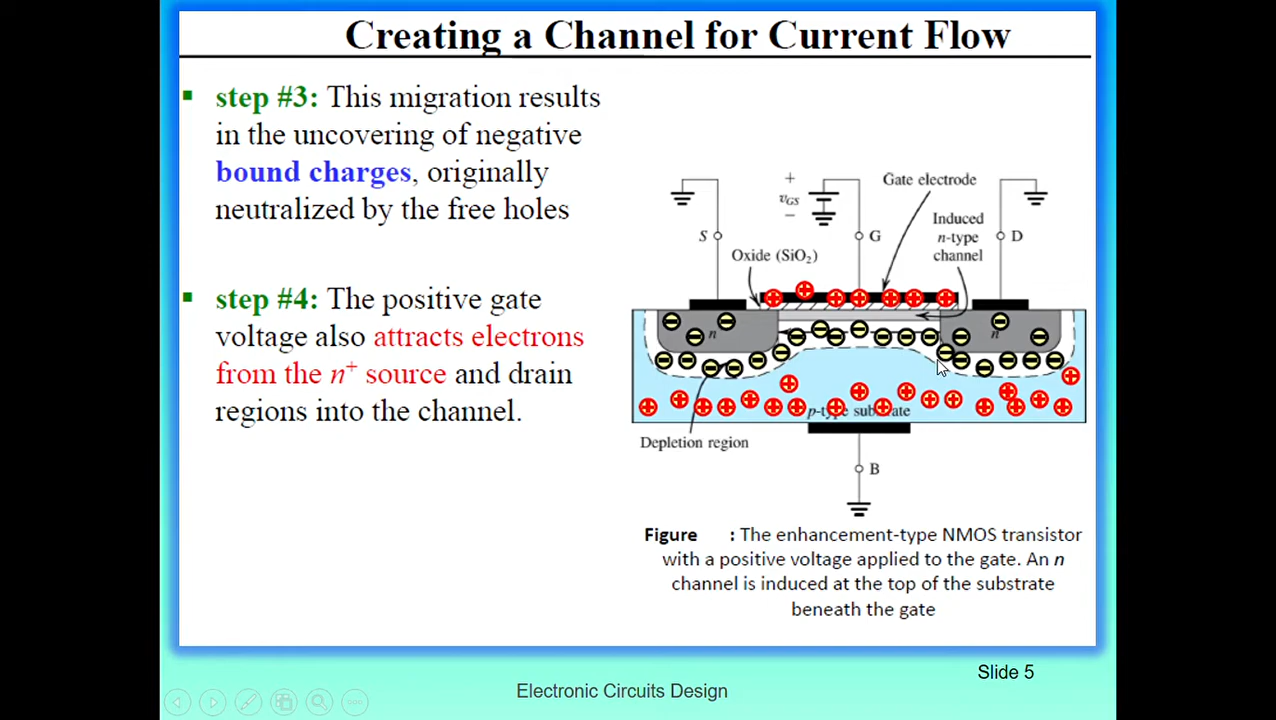 Creating a Channel for Current Flow
▪ step #3: This migration results
in the uncovering of negative
bound charges, originally
neutralized by the free holes
▪ step #4: The positive gate
voltage also attracts electrons
from the n⁺ source and drain
regions into the channel.
+
vGS
−
Gate electrode
Induced
n-type
channel
S
G
D
Oxide (SiO₂)
n
n
p-type substrate
Depletion region
B
Figure : The enhancement-type NMOS transistor
with a positive voltage applied to the gate. An n
channel is induced at the top of the substrate
beneath the gate
Slide 5
Electronic Circuits Design